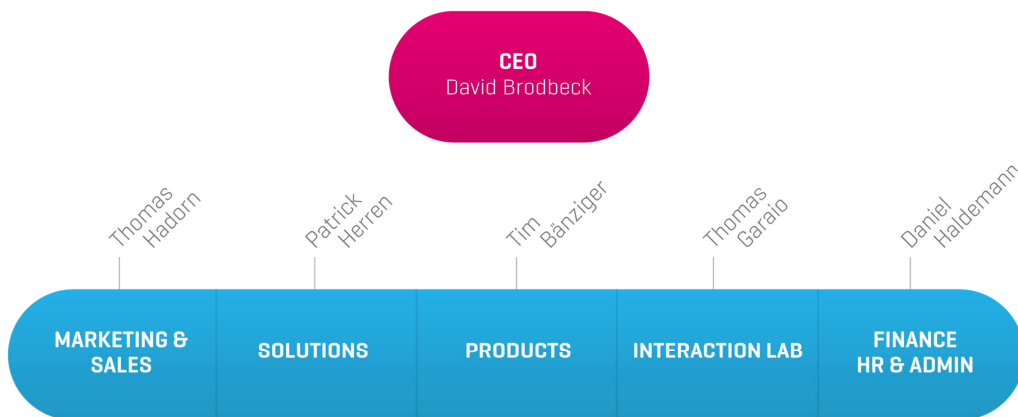 CEO
David Brodbeck
Thomas
Hadorn
Patrick
Herren
Tim
Bänziger
Thomas
Garaio
Daniel
Haldemann
MARKETING &
SALES
SOLUTIONS
PRODUCTS
INTERACTION LAB
FINANCE
HR & ADMIN